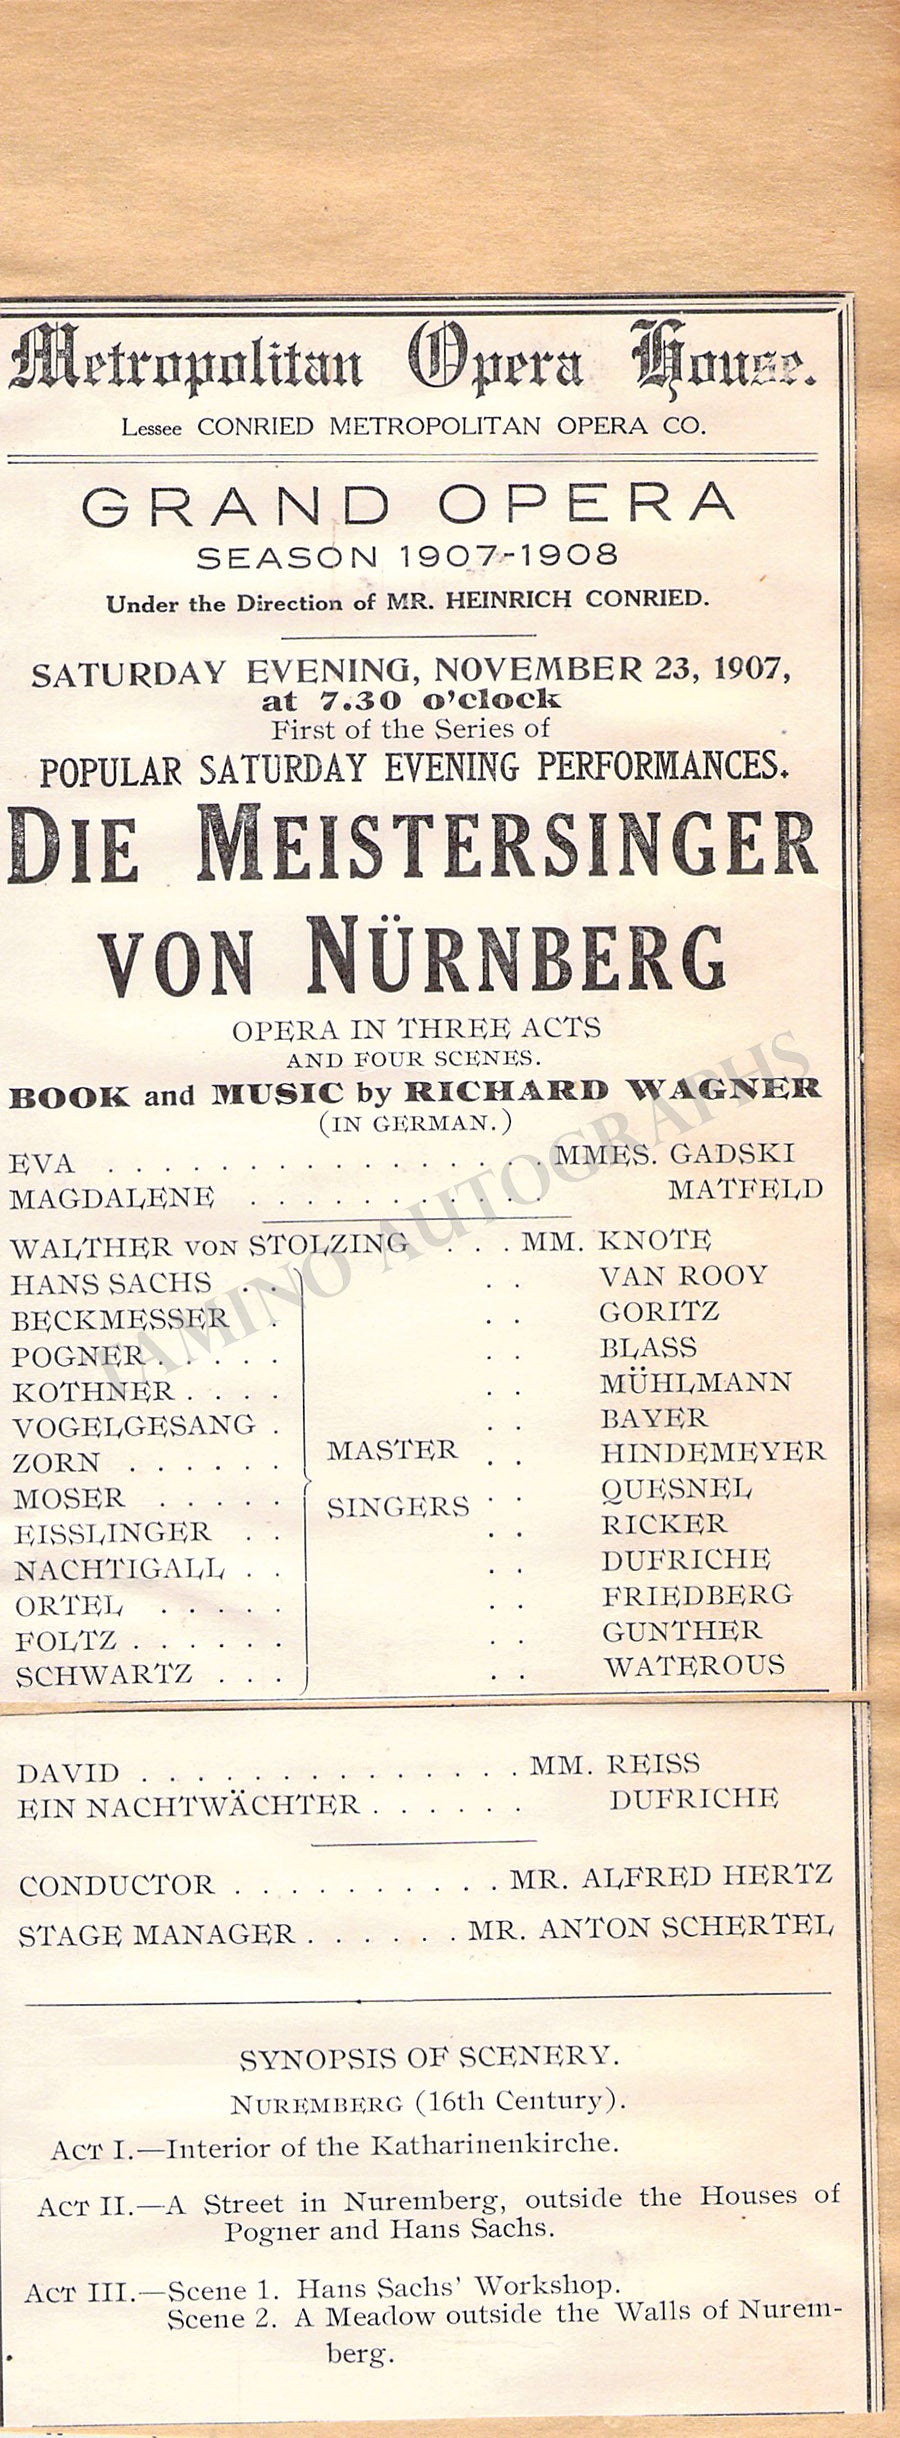 Metropolitan Opera House.
Lessee CONRIED METROPOLITAN OPERA CO.
GRAND OPERA
SEASON 1907-1908
Under the Direction of MR. HEINRICH CONRIED.
SATURDAY EVENING, NOVEMBER 23, 1907,
at 7.30 o'clock
First of the Series of
POPULAR SATURDAY EVENING PERFORMANCES.
DIE MEISTERSINGER
VON NÜRNBERG
OPERA IN THREE ACTS
AND FOUR SCENES.
BOOK and MUSIC by RICHARD WAGNER
(IN GERMAN.)
EVA . . . . . . . . . . . . . . . . MMES. GADSKI
MAGDALENE . . . . . . . . . . . MATFELD
WALTHER VON STOLZING . . . MM. KNOTE
HANS SACHS . . . . VAN ROOY
BECKMESSER . . . GORITZ
POGNER . . . . . . . BLASS
KOTHNER . . . . . . MÜHLMANN
VOGELGESANG . . . BAYER
ZORN . . . . . . MASTER . . HINDEMEYER
MOSER . . . . . SINGERS . . QUESNEL
EISSLINGER . . . . RICKER
NACHTIGALL . . . . DUFRICHE
ORTEL . . . . . . . FRIEDBERG
FOLTZ . . . . . . . . GUNTHER
SCHWARTZ . . . . . WATEROUS
DAVID . . . . . . . . . . . . . . MM. REISS
EIN NACHTWÄCHTER . . . . . . DUFRICHE
CONDUCTOR . . . . . . . . . . MR. ALFRED HERTZ
STAGE MANAGER . . . . . . MR. ANTON SCHERTEL
SYNOPSIS OF SCENERY.
NUREMBERG (16th Century).
ACT I.—Interior of the Katharinenkirche.
ACT II.—A Street in Nuremberg, outside the Houses of
Pogner and Hans Sachs.
ACT III.—Scene 1. Hans Sachs' Workshop.
Scene 2. A Meadow outside the Walls of Nurem-
berg.
TAMINO AUTOGRAPHS